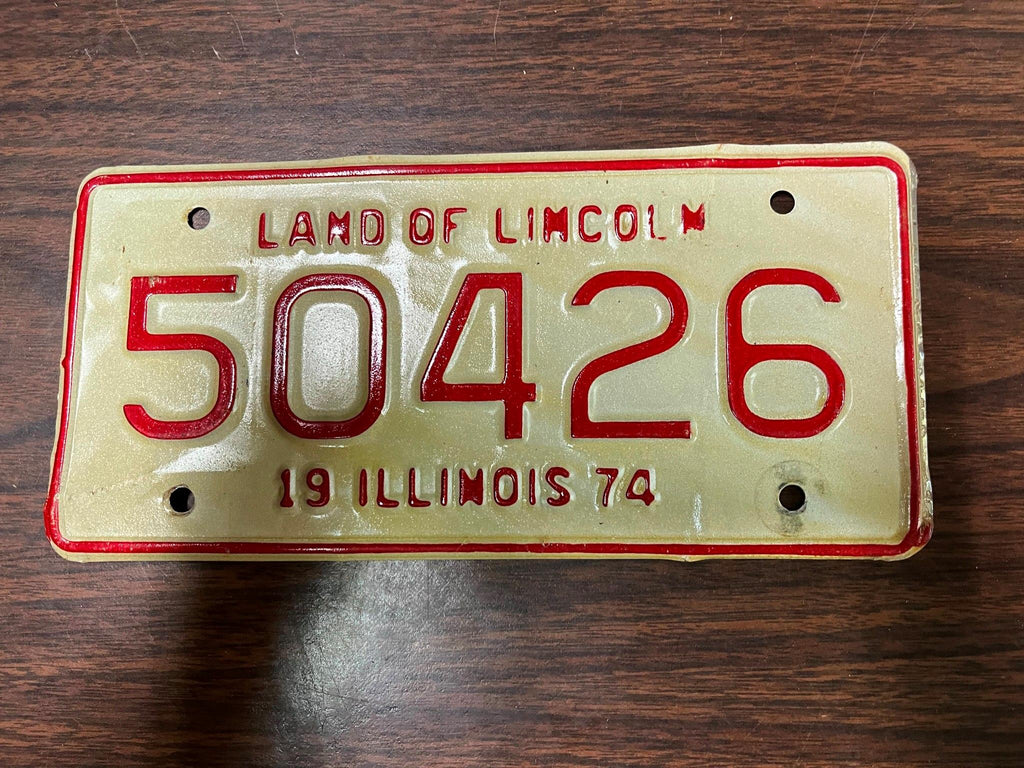 LAND OF LINCOLN
50426
19 ILLINOIS 74